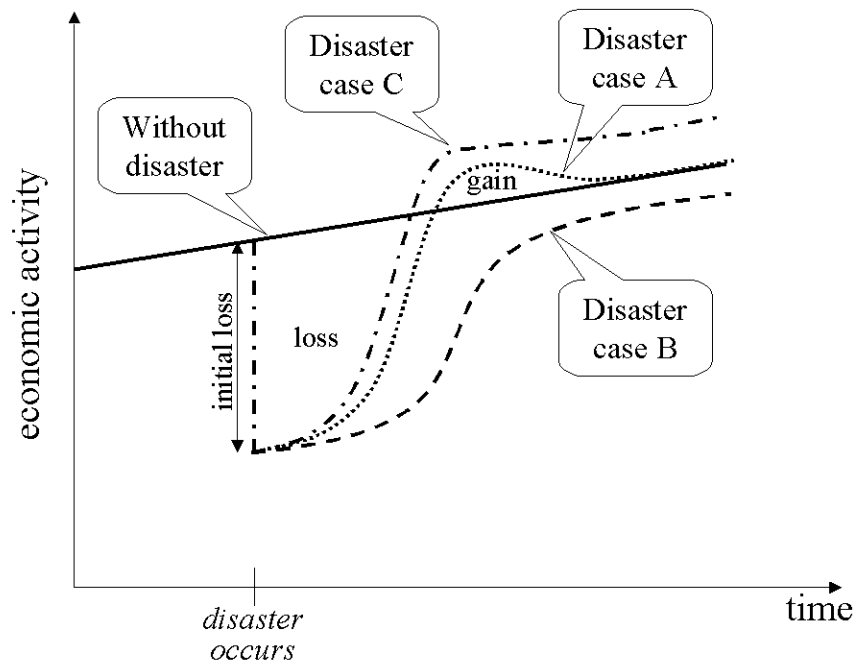 Disaster
case C
Disaster
case A
Without
disaster
gain
economic activity
initial loss
loss
Disaster
case B
time
disaster
occurs